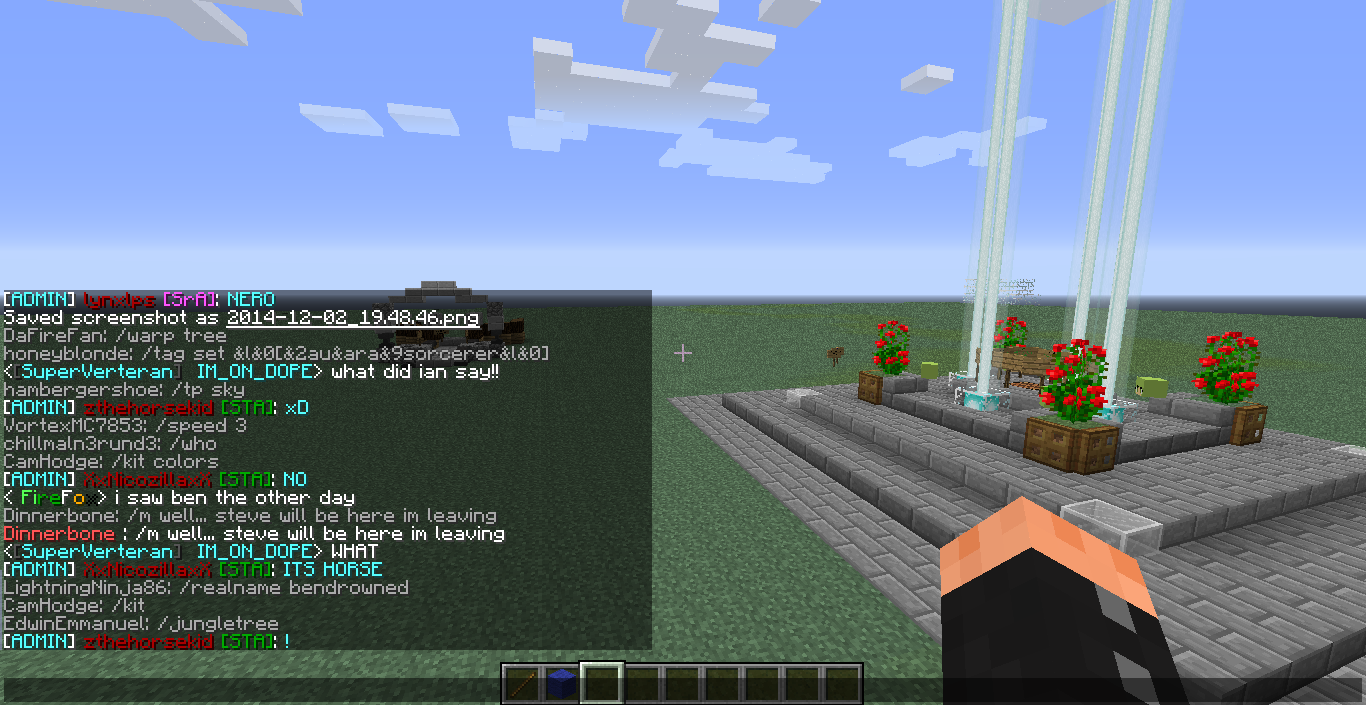 [ADMIN] lynxlps [SrA]: NERO
Saved screenshot as 2014-12-02_19.48.46.png
DaFireFan: /warp tree
honeyblonde: /tag set &l&0[&2au&ara&9sorcerer&l&0]
<[SuperVerteran] IM_ON_DOPE> what did ian say!!
hambergershoe: /tp sky
[ADMIN] zthehorsekid [STA]: xD
VortexMC7853: /speed 3
chillmaln3rund3: /who
CamHodge: /kit colors
[ADMIN] XxNicozillaxX [STA]: NO
< FireFox> i saw ben the other day
Dinnerbone: /m well... steve will be here im leaving
Dinnerbone : /m well... steve will be here im leaving
<[SuperVerteran] IM_ON_DOPE> WHAT
[ADMIN] XxNicozillaxX [STA]: ITS HORSE
LightningNinja86: /realname bendrowned
CamHodge: /kit
EdwinEmmanuel: /jungletree
[ADMIN] zthehorsekid [STA]: !